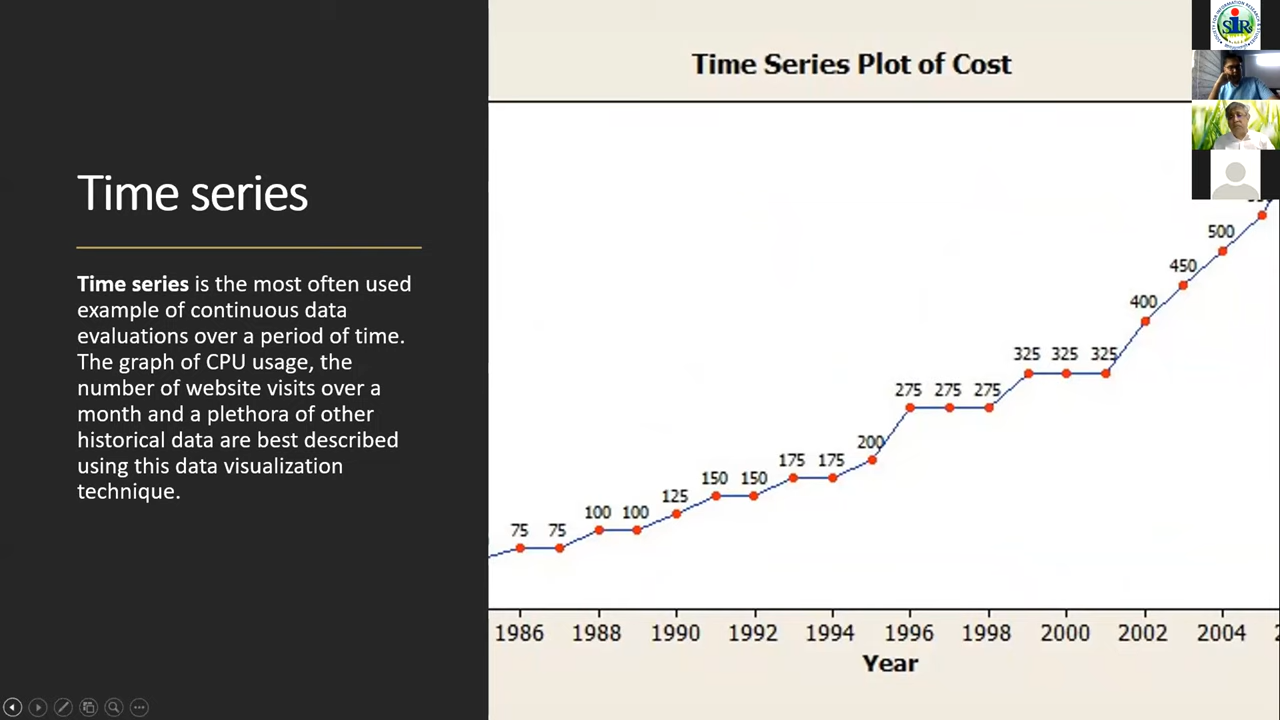 Time Series Plot of Cost
Time series
Time series is the most often used
example of continuous data
evaluations over a period of time.
The graph of CPU usage, the
number of website visits over a
month and a plethora of other
historical data are best described
using this data visualization
technique.
500
450
400
325 325 325
275 275 275
200
175 175
150 150
125
100 100
75 75
1986 1988 1990 1992 1994 1996 1998 2000 2002 2004
Year